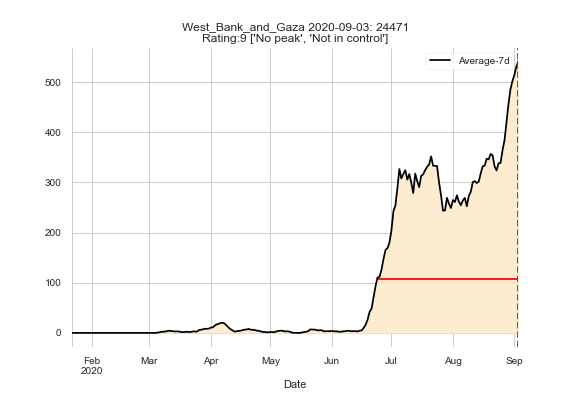 West_Bank_and_Gaza 2020-09-03: 24471
Rating:9 ['No peak', 'Not in control']
Average-7d
500
400
300
200
100
0
Feb Mar Apr May Jun Jul Aug Sep
2020
Date